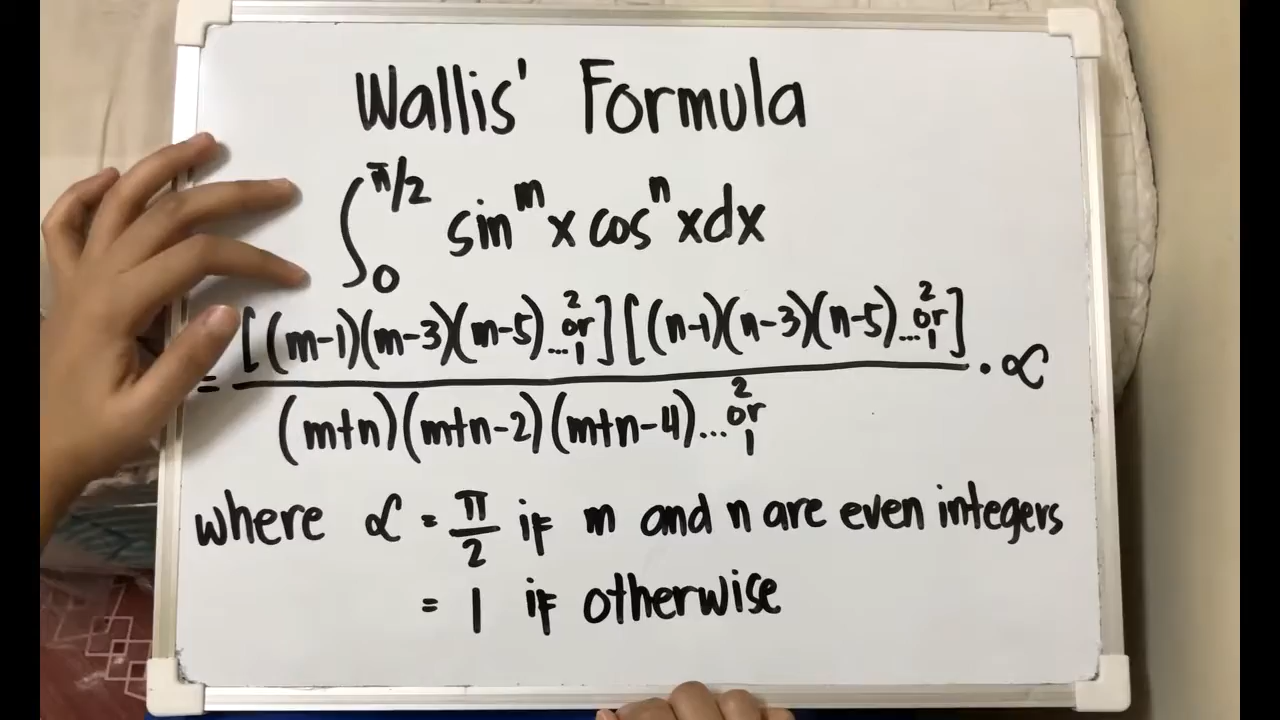 Wallis' Formula
∫₀^π/2 sin^m x cos^n x dx
= [(m-1)(m-3)(m-5)...2 or 1] [(n-1)(n-3)(n-5)...2 or 1] / (m+n)(m+n-2)(m+n-4)...2 or 1 · ∝
where ∝ = π/2 if m and n are even integers
= 1 if otherwise